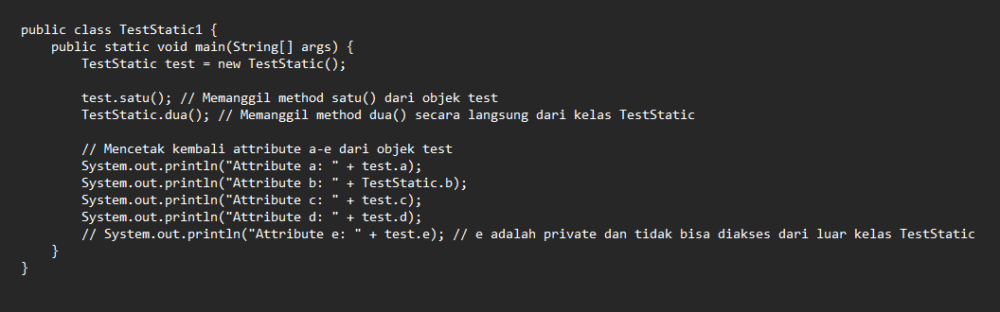 public class TestStatic1 {
    public static void main(String[] args) {
        TestStatic test = new TestStatic();

        test.satu(); // Memanggil method satu() dari objek test
        TestStatic.dua(); // Memanggil method dua() secara langsung dari kelas TestStatic

        // Mencetak kembali attribute a-e dari objek test
        System.out.println("Attribute a: " + test.a);
        System.out.println("Attribute b: " + TestStatic.b);
        System.out.println("Attribute c: " + test.c);
        System.out.println("Attribute d: " + test.d);
        // System.out.println("Attribute e: " + test.e); // e adalah private dan tidak bisa diakses dari luar kelas TestStatic
    }
}